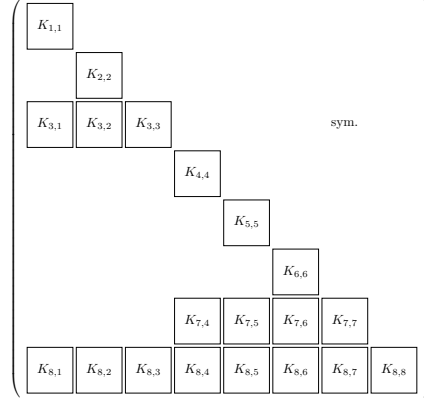 K1,1
K2,2
K3,1 K3,2 K3,3 sym.
K4,4
K5,5
K6,6
K7,4 K7,5 K7,6 K7,7
K8,1 K8,2 K8,3 K8,4 K8,5 K8,6 K8,7 K8,8